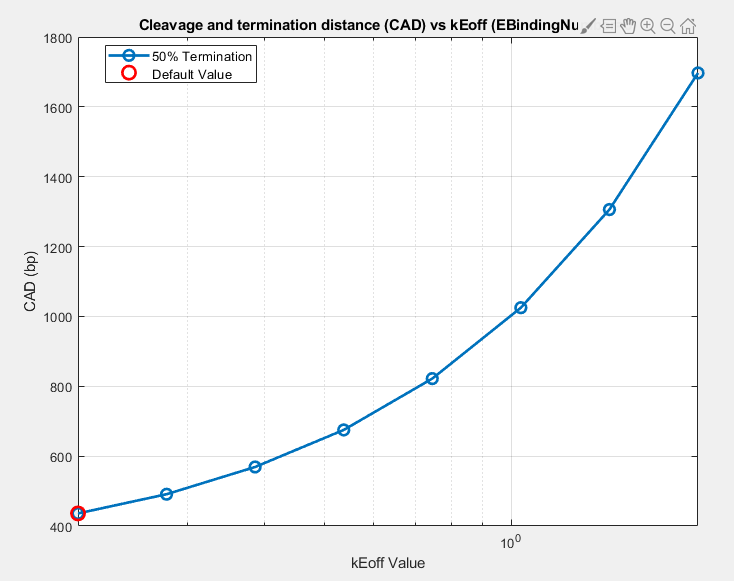 Cleavage and termination distance (CAD) vs kEoff (EBindingNu
1800
1600
1400
1200
1000
800
600
400
CAD (bp)
50% Termination
Default Value
10^0
kEoff Value